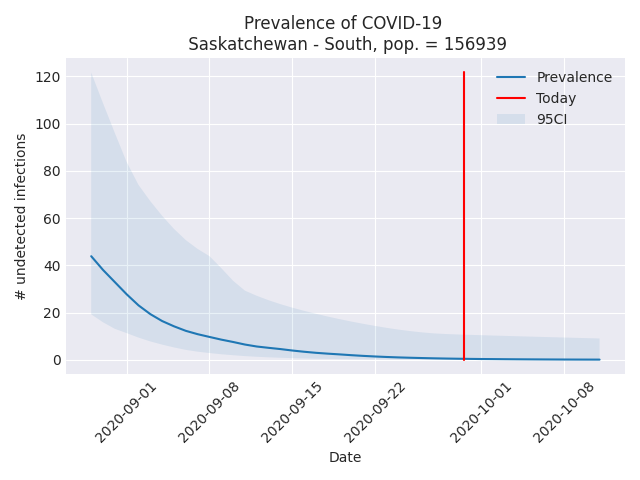 Prevalence of COVID-19
Saskatchewan - South, pop. = 156939
Prevalence
Today
95CI
# undetected infections
120
100
80
60
40
20
0
2020-09-01
2020-09-08
2020-09-15
2020-09-22
2020-10-01
2020-10-08
Date